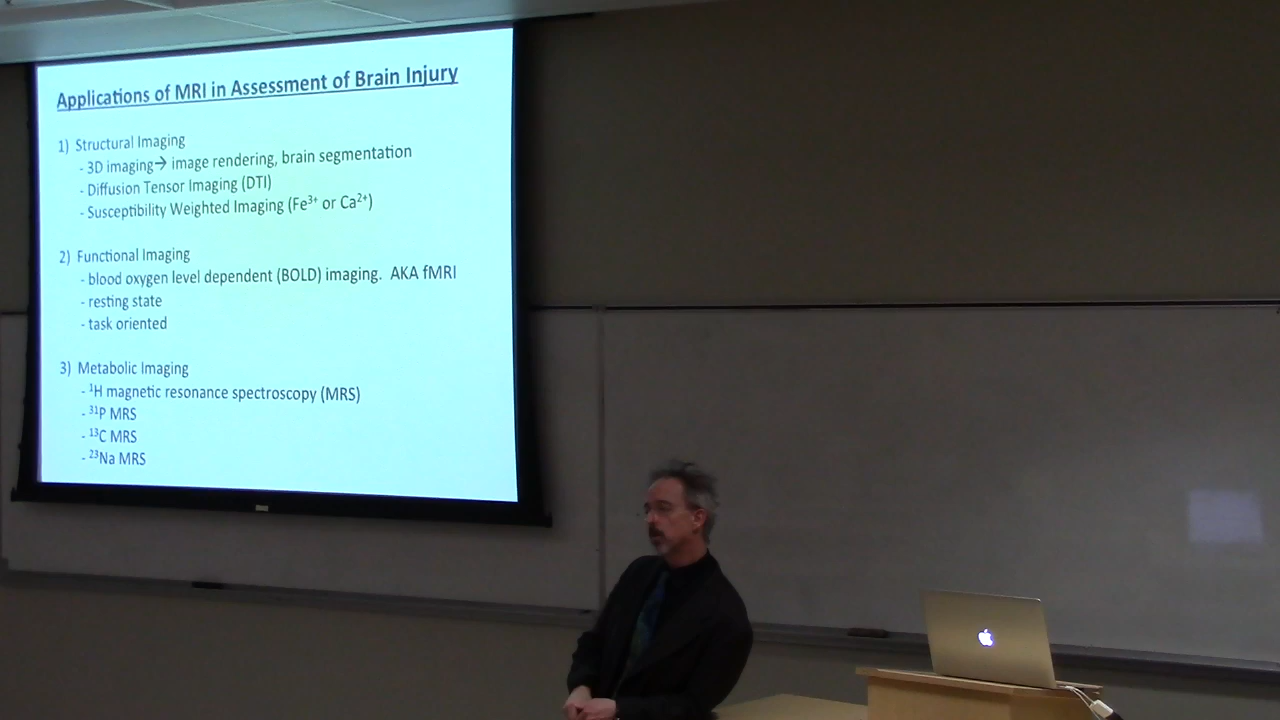 Applications of MRI in Assessment of Brain Injury
1) Structural Imaging
- 3D imaging→ image rendering, brain segmentation
- Diffusion Tensor Imaging (DTI)
- Susceptibility Weighted Imaging (Fe³⁺ or Ca²⁺)
2) Functional Imaging
- blood oxygen level dependent (BOLD) imaging. AKA fMRI
- resting state
- task oriented
3) Metabolic Imaging
- ¹H magnetic resonance spectroscopy (MRS)
- ³¹P MRS
- ¹³C MRS
- ²³Na MRS